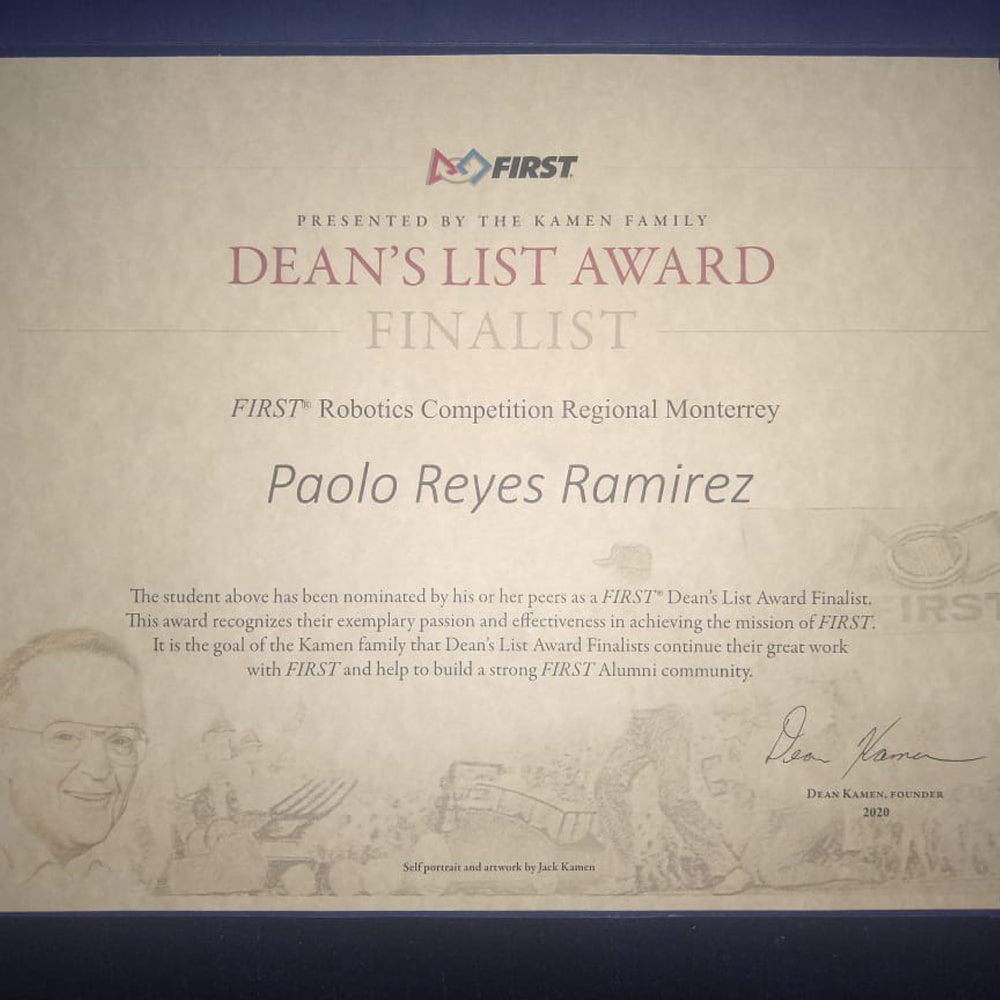 FIRST
PRESENTED BY THE KAMEN FAMILY
DEAN'S LIST AWARD
FINALIST
FIRST® Robotics Competition Regional Monterrey
Paolo Reyes Ramirez
The student above has been nominated by his or her peers as a FIRST® Dean's List Award Finalist.
This award recognizes their exemplary passion and effectiveness in achieving the mission of FIRST.
It is the goal of the Kamen family that Dean's List Award Finalists continue their great work
with FIRST and help to build a strong FIRST Alumni community.
IRST
Dean Kamen
DEAN KAMEN, FOUNDER
2020
Self portrait and artwork by Jack Kamen